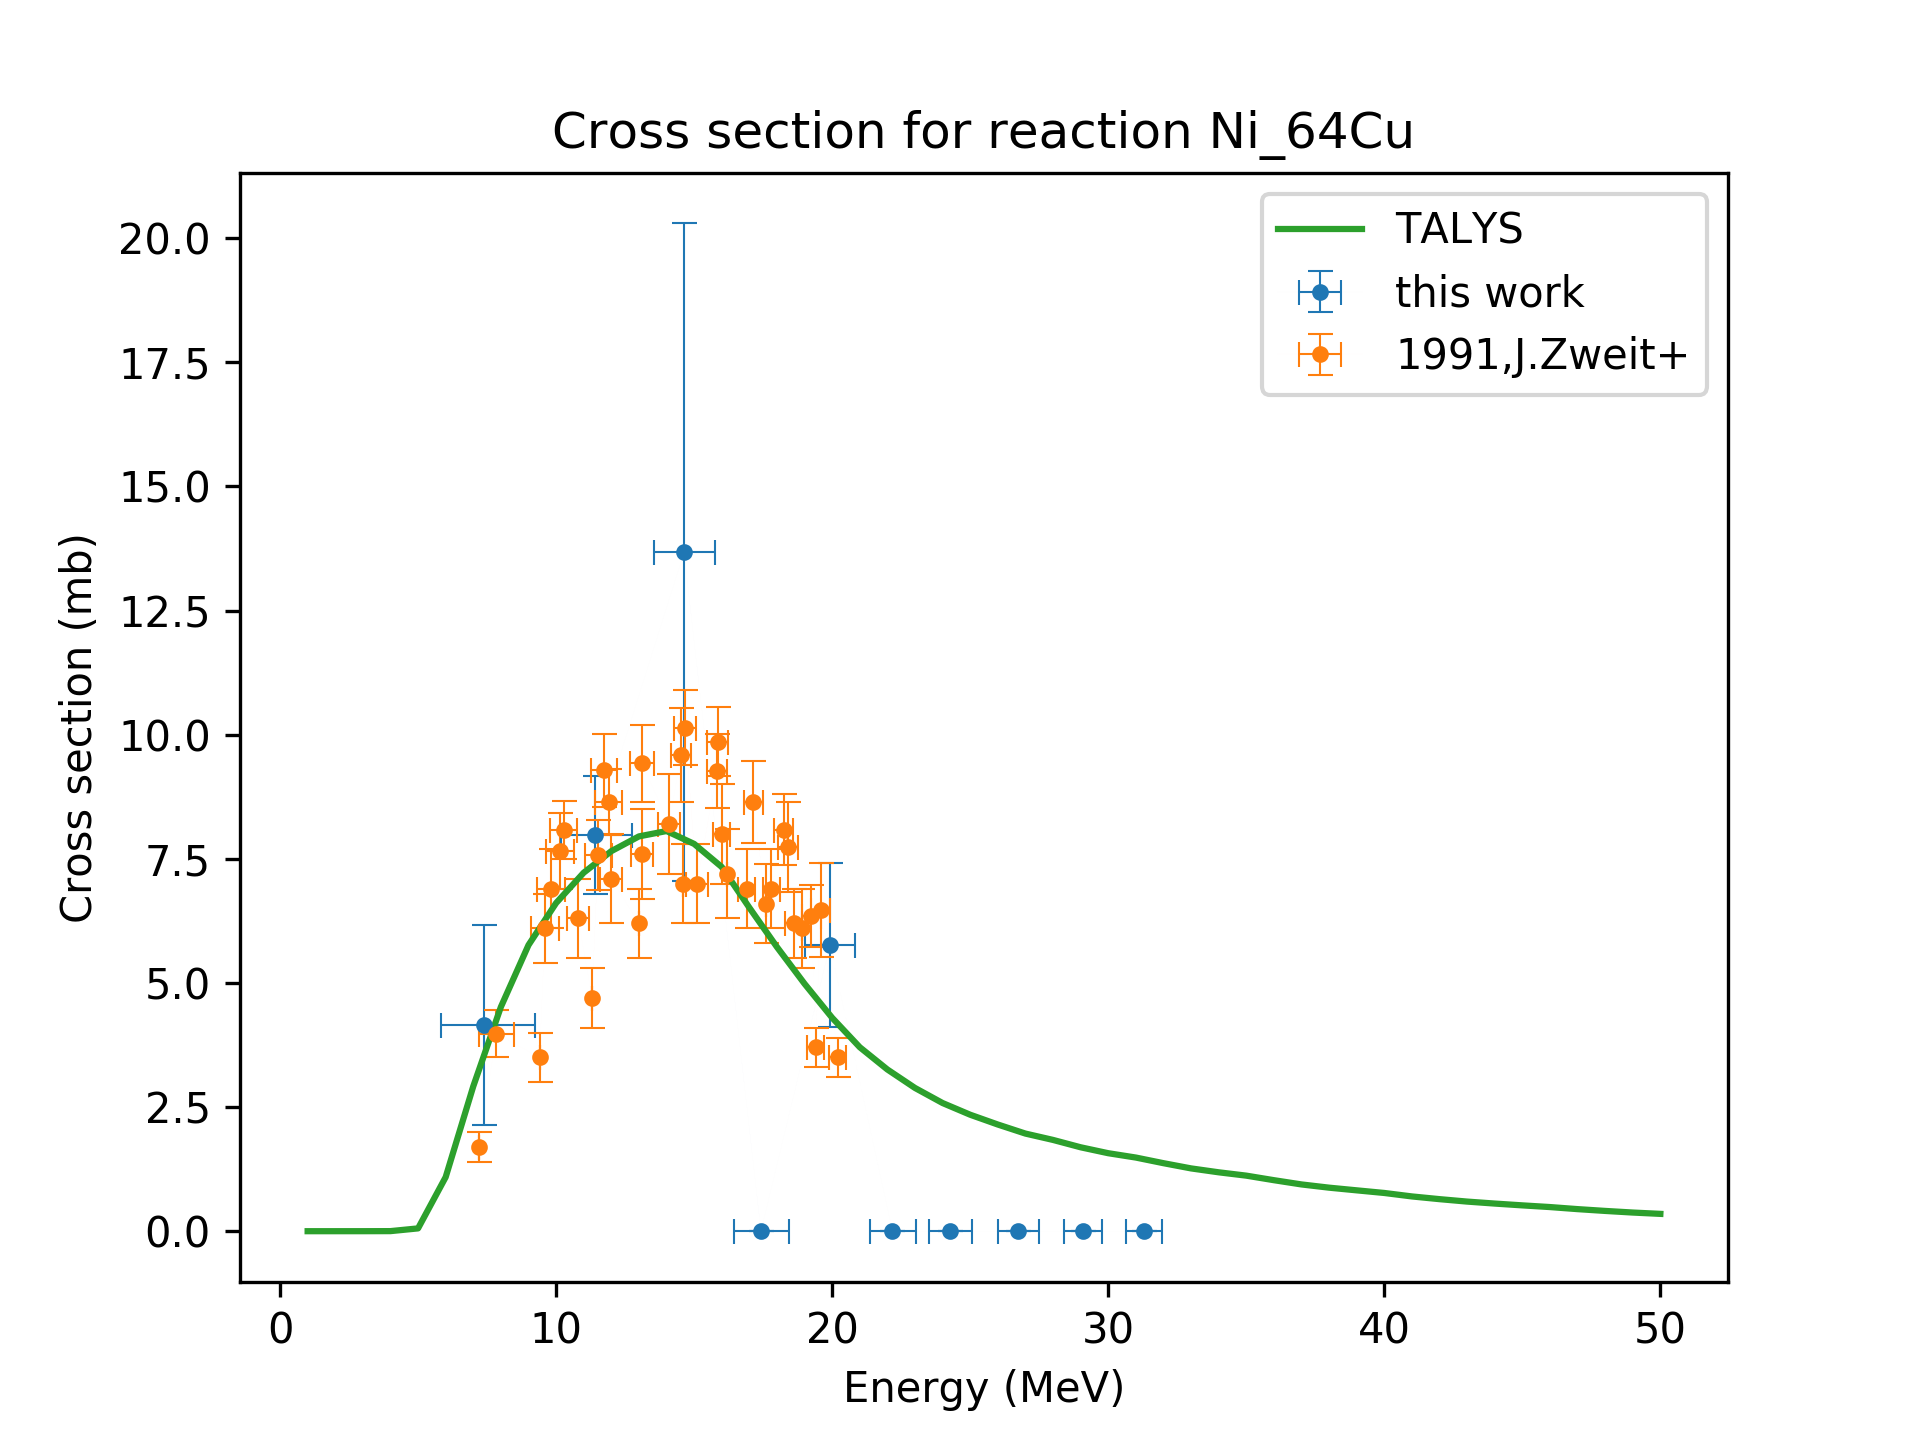 Cross section for reaction Ni_64Cu
TALYS
this work
1991,J.Zweit+
20.0
17.5
15.0
12.5
10.0
7.5
5.0
2.5
0.0
Cross section (mb)
0 10 20 30 40 50
Energy (MeV)